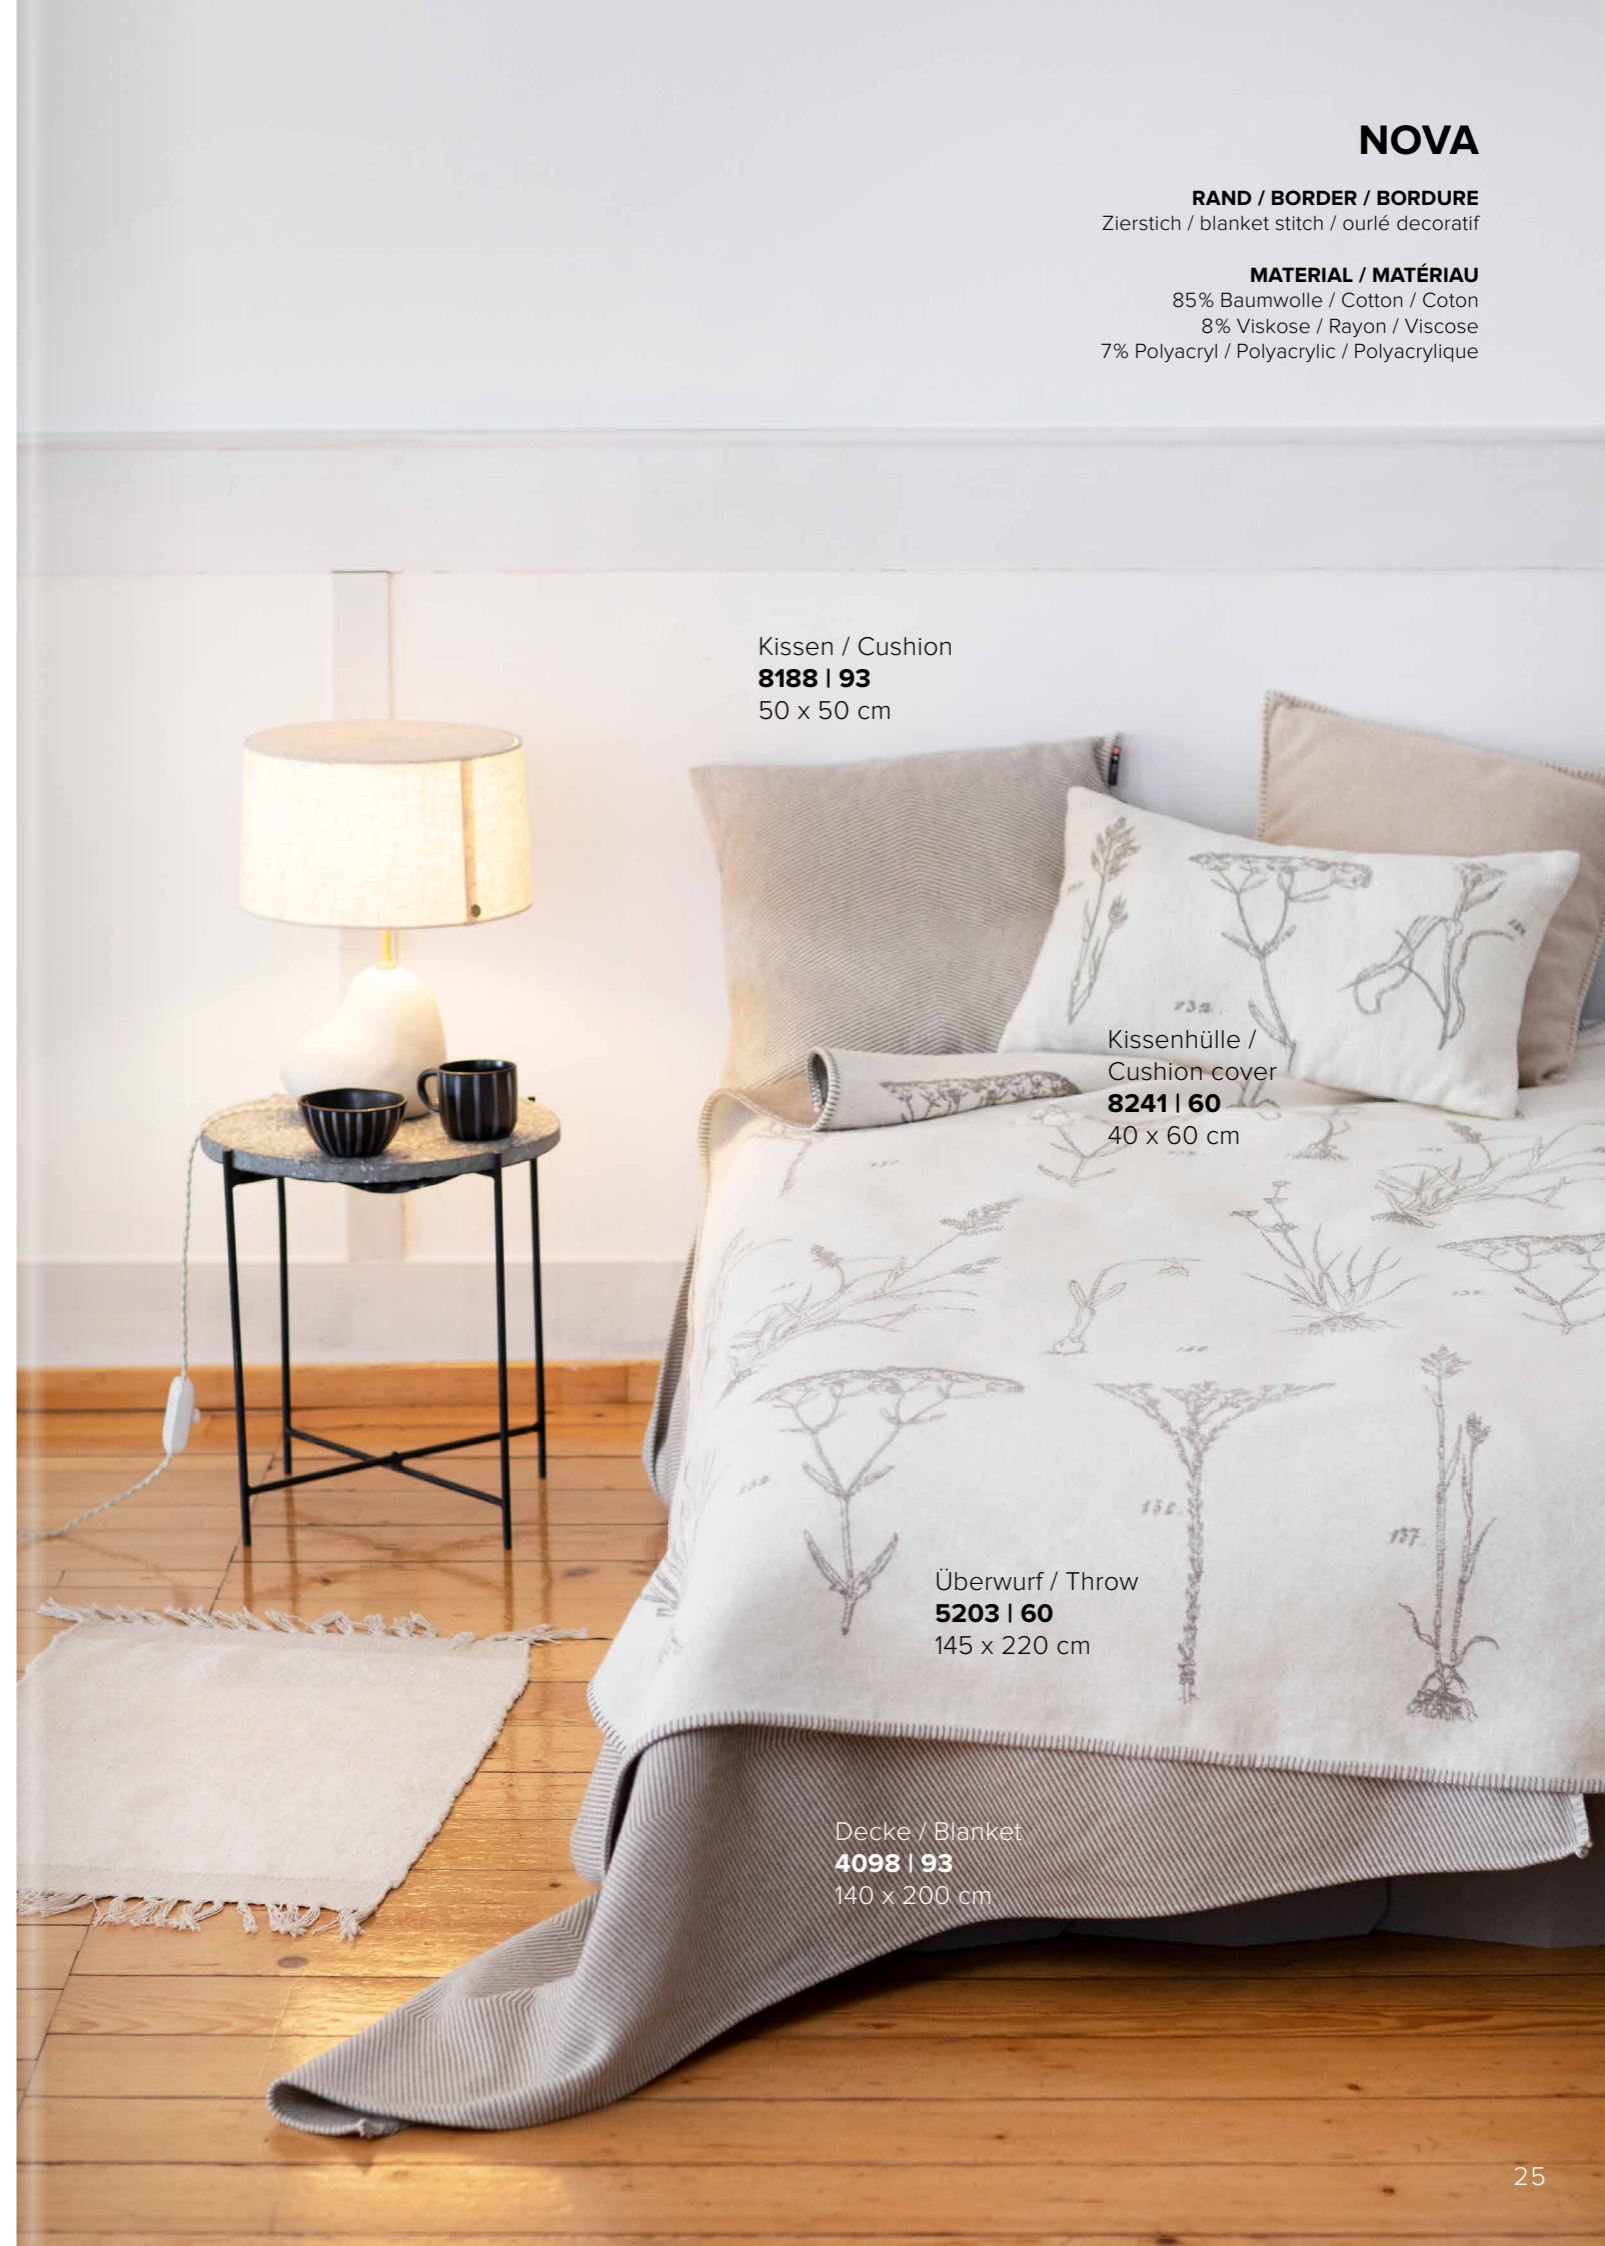 NOVA
RAND / BORDER / BORDURE
Zierstich / blanket stitch / ourlé decoratif
MATERIAL / MATÉRIAU
85% Baumwolle / Cotton / Coton
8% Viskose / Rayon / Viscose
7% Polyacryl / Polyacrylic / Polyacrylique
Kissen / Cushion
8188 | 93
50 x 50 cm
Kissenhülle /
Cushion cover
8241 | 60
40 x 60 cm
137.
Überwurf / Throw
5203 | 60
145 x 220 cm
Decke / Blanket
4098 | 93
140 x 200 cm
25